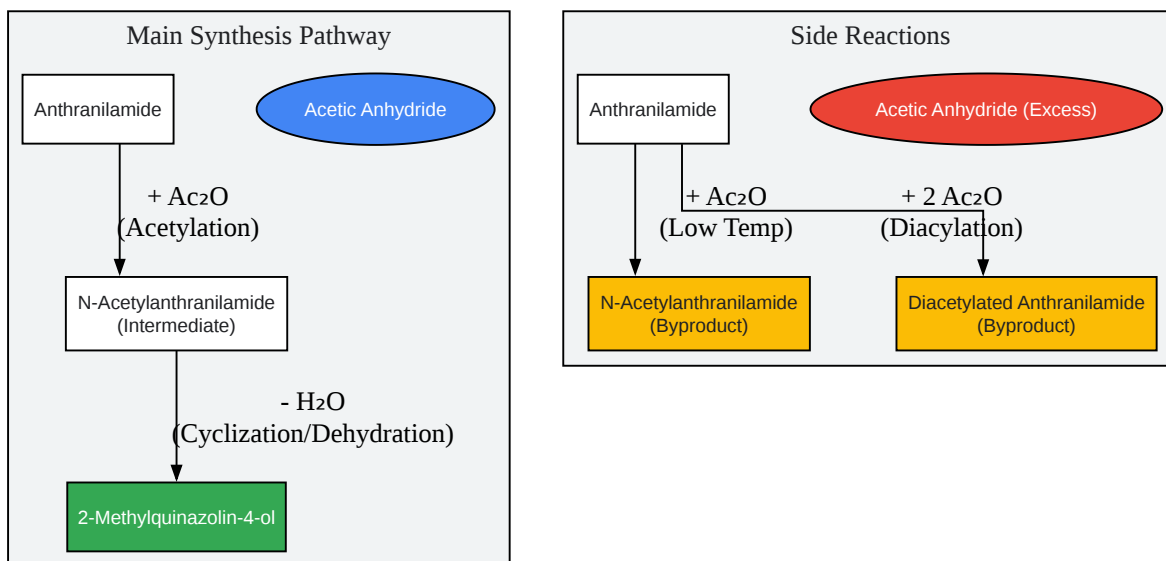 Main Synthesis Pathway
Anthranilamide
Acetic Anhydride
+ Ac₂O
(Acetylation)
N-Acetylanthranilamide
(Intermediate)
- H₂O
(Cyclization/Dehydration)
2-Methylquinazolin-4-ol
Side Reactions
Anthranilamide
Acetic Anhydride (Excess)
+ Ac₂O
(Low Temp)
+ 2 Ac₂O
(Diacylation)
N-Acetylanthranilamide
(Byproduct)
Diacetylated Anthranilamide
(Byproduct)